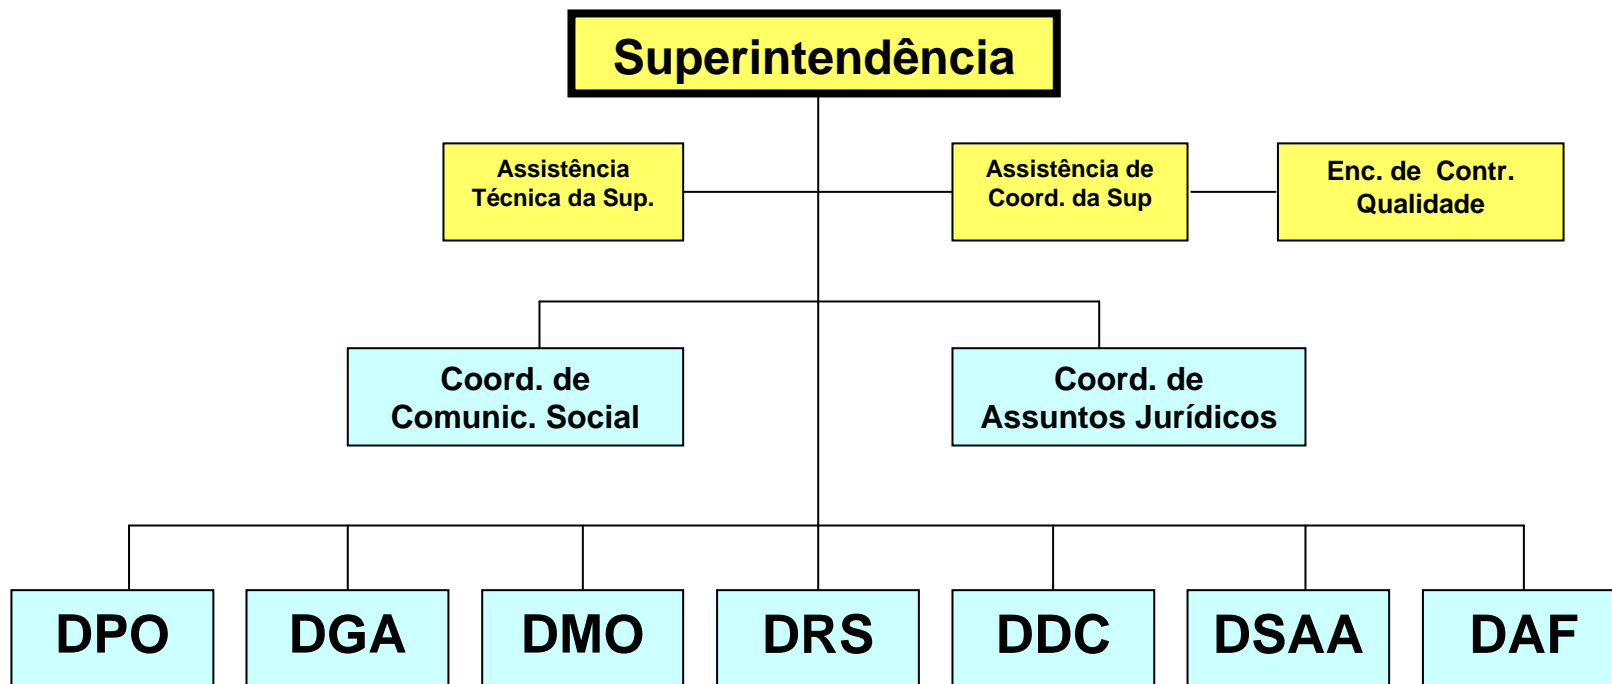 Superintendência
Assistência
Técnica da Sup.
Assistência de
Coord. da Sup
Enc. de Contr.
Qualidade
Coord. de
Comunic. Social
Coord. de
Assuntos Jurídicos
DPO
DGA
DMO
DRS
DDC
DSAA
DAF